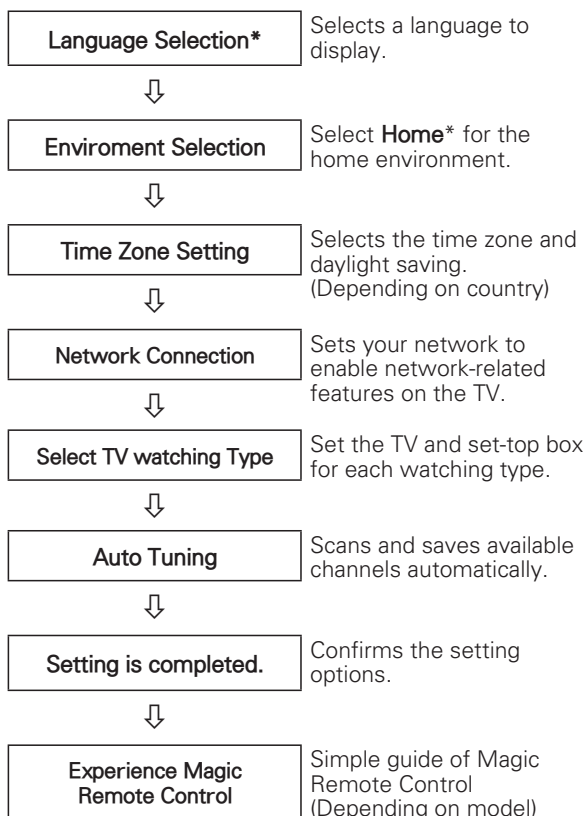 Language Selection*
Selects a language to
display.
Enviroment Selection
Select Home* for the
home environment.
Time Zone Setting
Selects the time zone and
daylight saving.
(Depending on country)
Network Connection
Sets your network to
enable network-related
features on the TV.
Select TV watching Type
Set the TV and set-top box
for each watching type.
Auto Tuning
Scans and saves available
channels automatically.
Setting is completed.
Confirms the setting
options.
Experience Magic
Remote Control
Simple guide of Magic
Remote Control
(Depending on model)